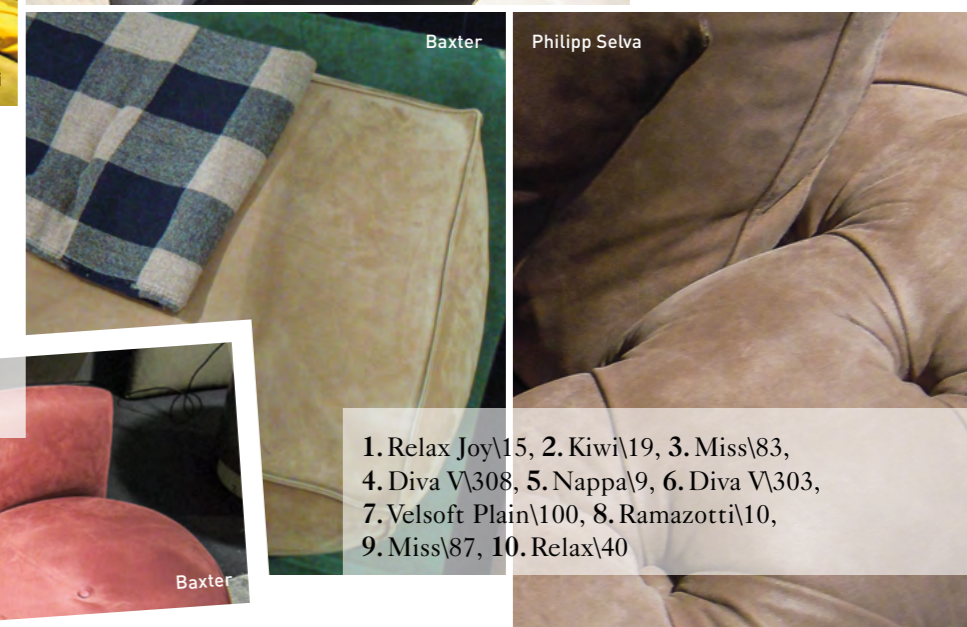 Baxter
Philipp Selva
1. Relax Joy\15, 2. Kiwi\19, 3. Miss\83,
4. Diva V\308, 5. Nappa\9, 6. Diva V\303,
7. Velsoft Plain\100, 8. Ramazotti\10,
9. Miss\87, 10. Relax\40
Baxter